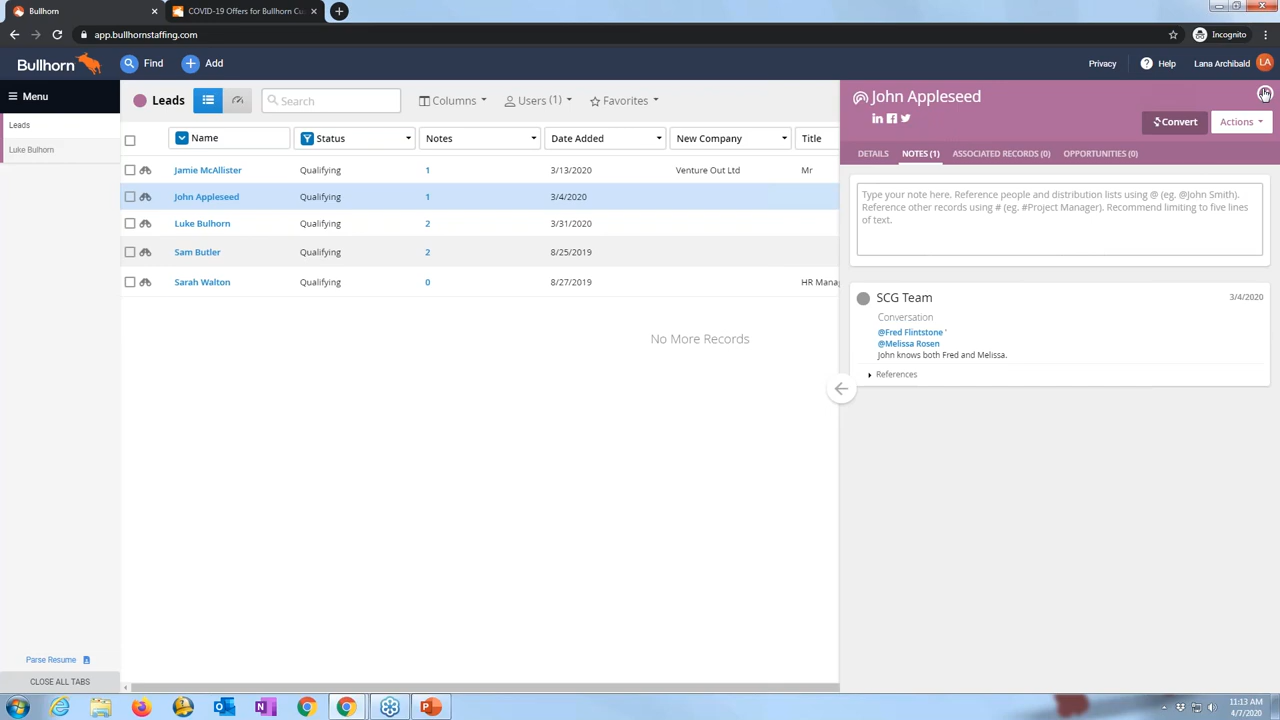 Bullhorn
COVID-19 Offers for Bullhorn Cu
app.bullhornstaffing.com
Incognito
Bullhorn
Find
Add
Privacy
Help
Lana Archibald
LA
Menu
Leads
Luke Bulhorn
Parse Resume
CLOSE ALL TABS
Leads
Search
Columns
Users (1)
Favorites
Name
Status
Notes
Date Added
New Company
Title
Jamie McAllister
Qualifying
1
3/13/2020
Venture Out Ltd
Mr
John Appleseed
Qualifying
1
3/4/2020
Luke Bulhorn
Qualifying
2
3/31/2020
Sam Butler
Qualifying
2
8/25/2019
Sarah Walton
Qualifying
0
8/27/2019
HR Mana
No More Records
John Appleseed
Convert
Actions
DETAILS
NOTES (1)
ASSOCIATED RECORDS (0)
OPPORTUNITIES (0)
Type your note here, Reference people and distribution lists using @ (eg. @John Smith).
Reference other records using # (eg. #Project Manager). Recommend limiting to five lines
of text.
SCG Team
3/4/2020
Conversation
@Fred Flintstone '
@Melissa Rosen
John knows both Fred and Melissa.
References
11:13 AM
4/7/2020